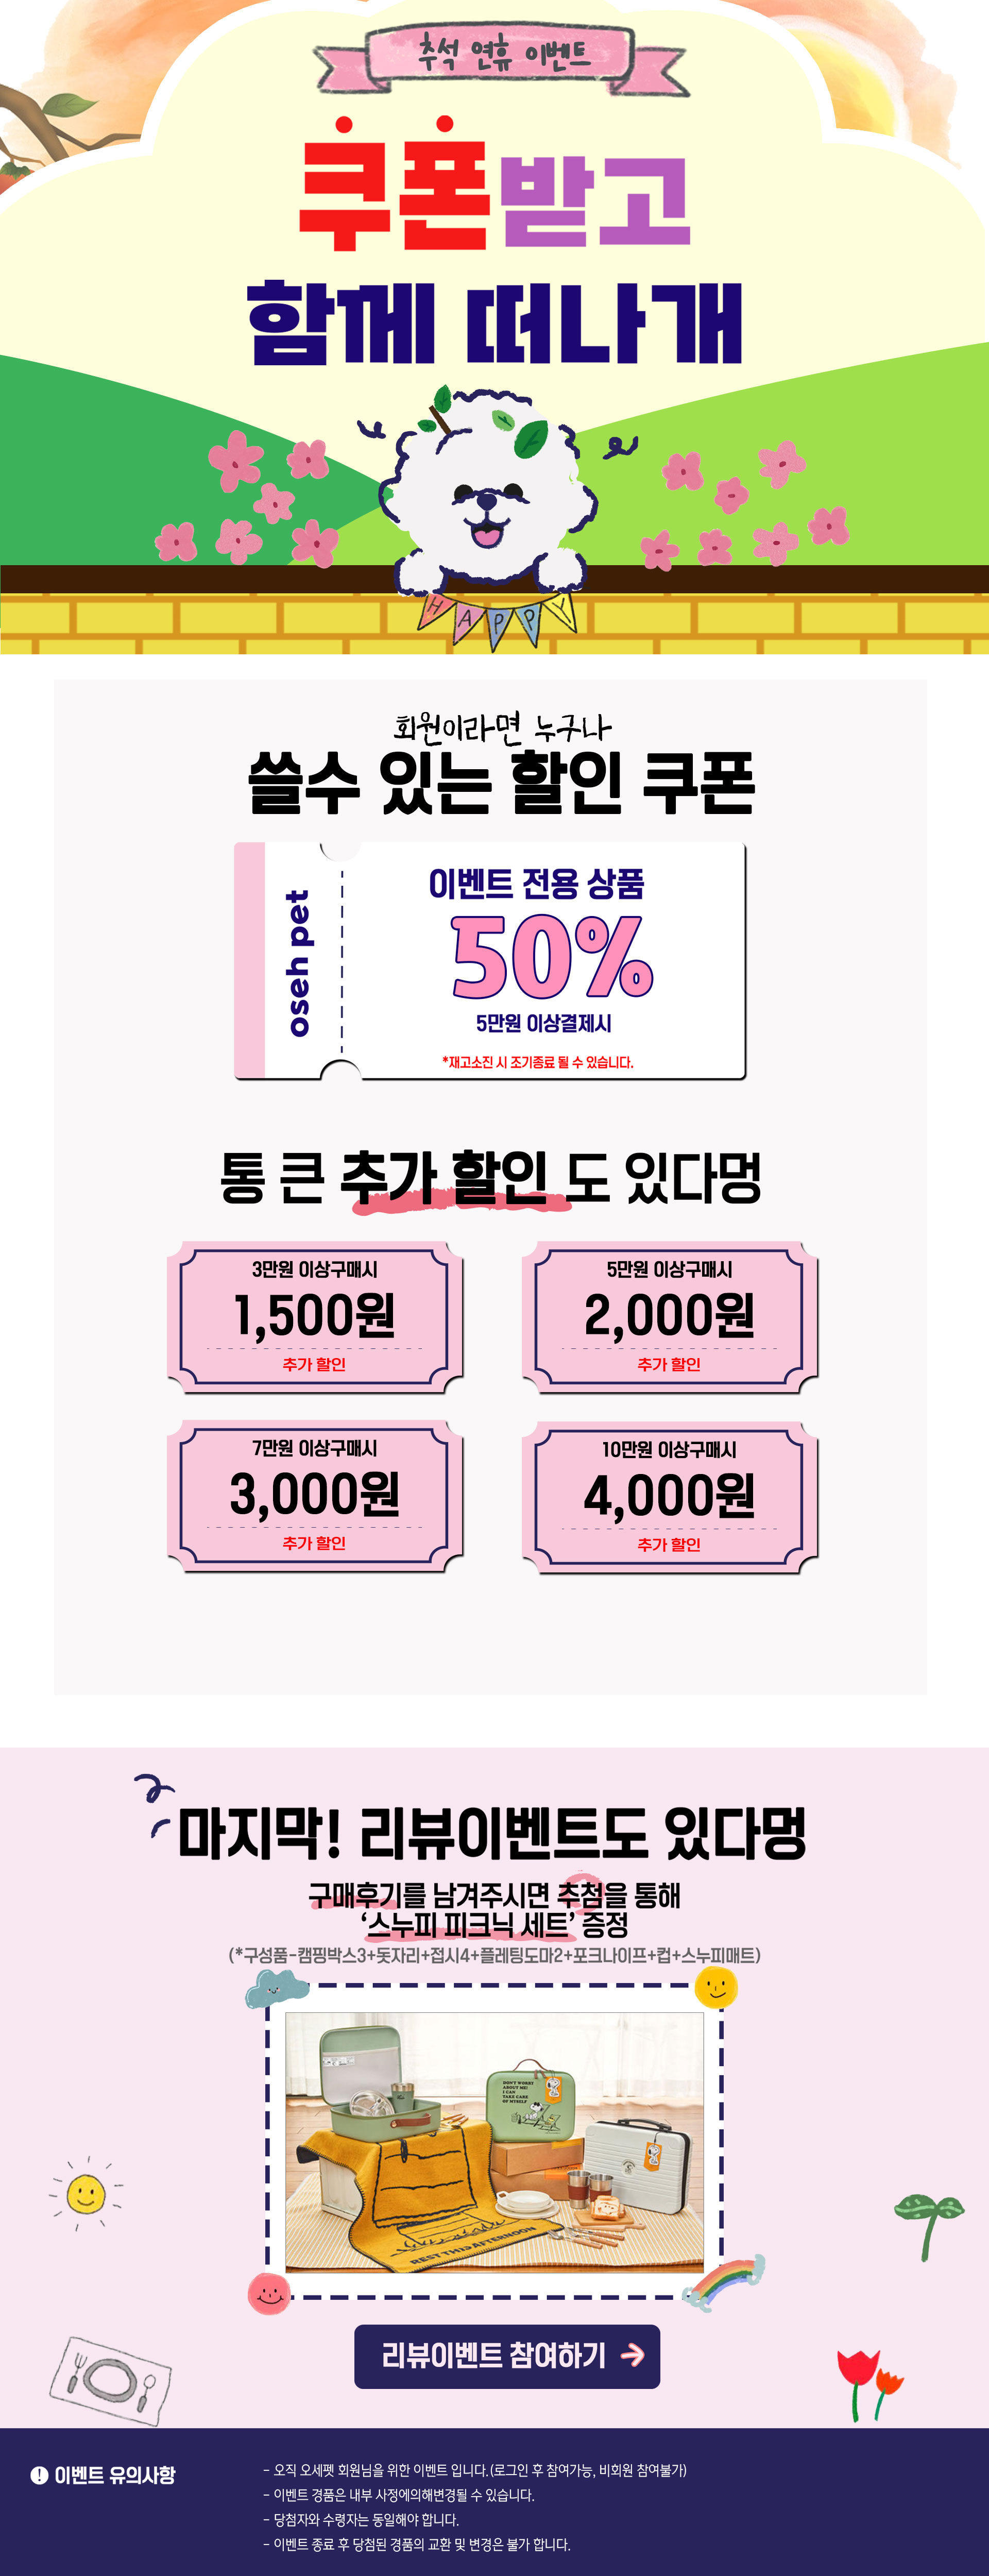 추석 연휴 이벤트
쿠폰받고
함께 떠나개
HAPPY
회원이라면 누구나
쓸수 있는 할인 쿠폰
oseh pet
이벤트 전용 상품
50%
5만원 이상결제시
*재고소진 시 조기종료 될 수 있습니다.
통 큰 추가 할인 도 있다멍
3만원 이상구매시
1,500원
추가 할인
5만원 이상구매시
2,000원
추가 할인
7만원 이상구매시
3,000원
추가 할인
10만원 이상구매시
4,000원
추가 할인
마지막! 리뷰이벤트도 있다멍
구매후기를 남겨주시면 추첨을 통해
‘스누피 피크닉 세트’ 증정
(*구성품-캠핑박스3+돗자리+접시4+플레팅도마2+포크나이프+컵+스누피매트)
DON'T WORRY
ABOUT ME!
I CAN
TAKE CARE
OF MYSELF
REST THIS AFTERNOON
리뷰이벤트 참여하기
이벤트 유의사항
- 오직 오세펫 회원님을 위한 이벤트 입니다.(로그인 후 참여가능, 비회원 참여불가)
- 이벤트 경품은 내부 사정에의해변경될 수 있습니다.
- 당첨자와 수령자는 동일해야 합니다.
- 이벤트 종료 후 당첨된 경품의 교환 및 변경은 불가 합니다.